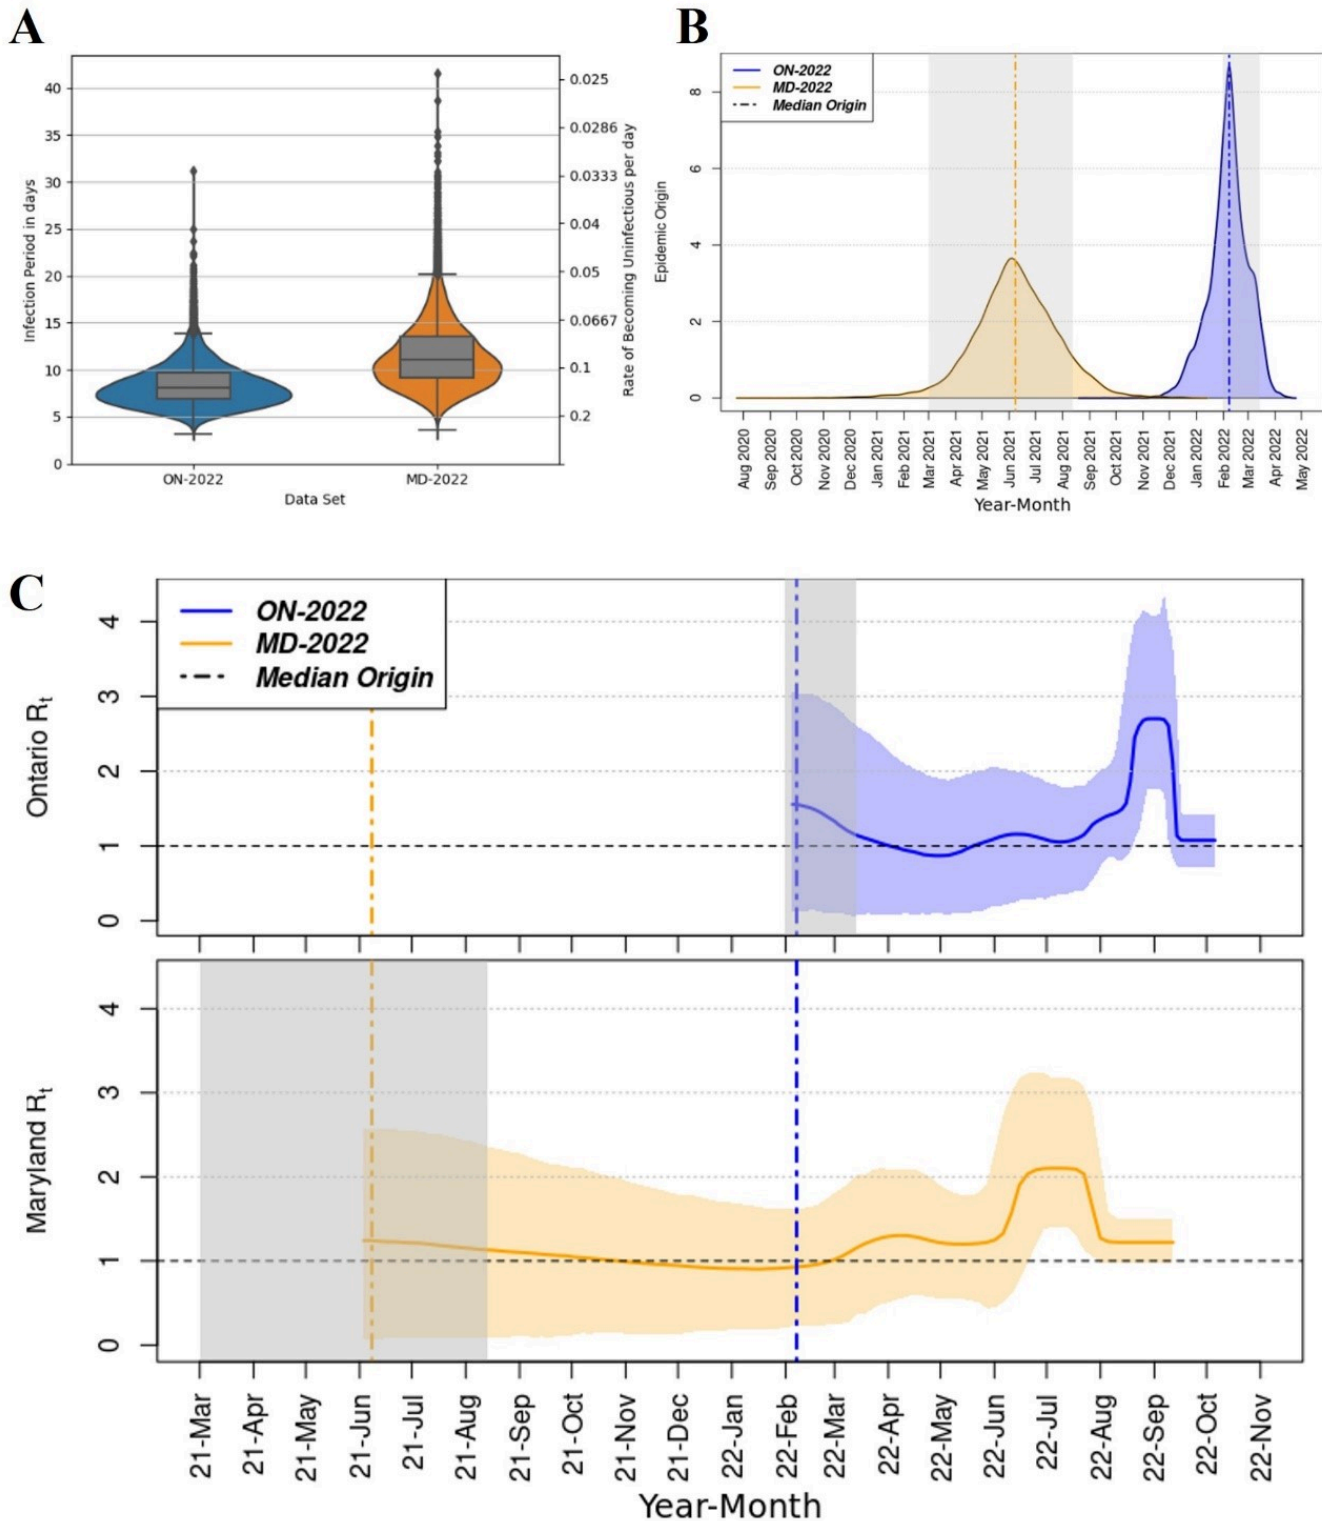 A
40
35
30
25
20
15
10
5
0
Infection Period in days
0.025
0.0286
0.0333
0.04
0.05
0.0667
0.1
0.2
Rate of Becoming Uninfectious per day
ON-2022
MD-2022
Data Set
B
ON-2022
MD-2022
Median Origin
8
6
4
2
0
Epidemic Origin
Aug 2020
Sep 2020
Oct 2020
Nov 2020
Dec 2020
Jan 2021
Feb 2021
Mar 2021
Apr 2021
May 2021
Jun 2021
Jul 2021
Aug 2021
Sep 2021
Oct 2021
Nov 2021
Dec 2021
Jan 2022
Feb 2022
Mar 2022
Apr 2022
May 2022
Year-Month
C
ON-2022
MD-2022
Median Origin
4
3
2
1
0
Ontario Rt
4
3
2
1
0
Maryland Rt
21-Mar
21-Apr
21-May
21-Jun
21-Jul
21-Aug
21-Sep
21-Oct
21-Nov
21-Dec
22-Jan
22-Feb
22-Mar
22-Apr
22-May
22-Jun
22-Jul
22-Aug
22-Sep
22-Oct
22-Nov
Year-Month